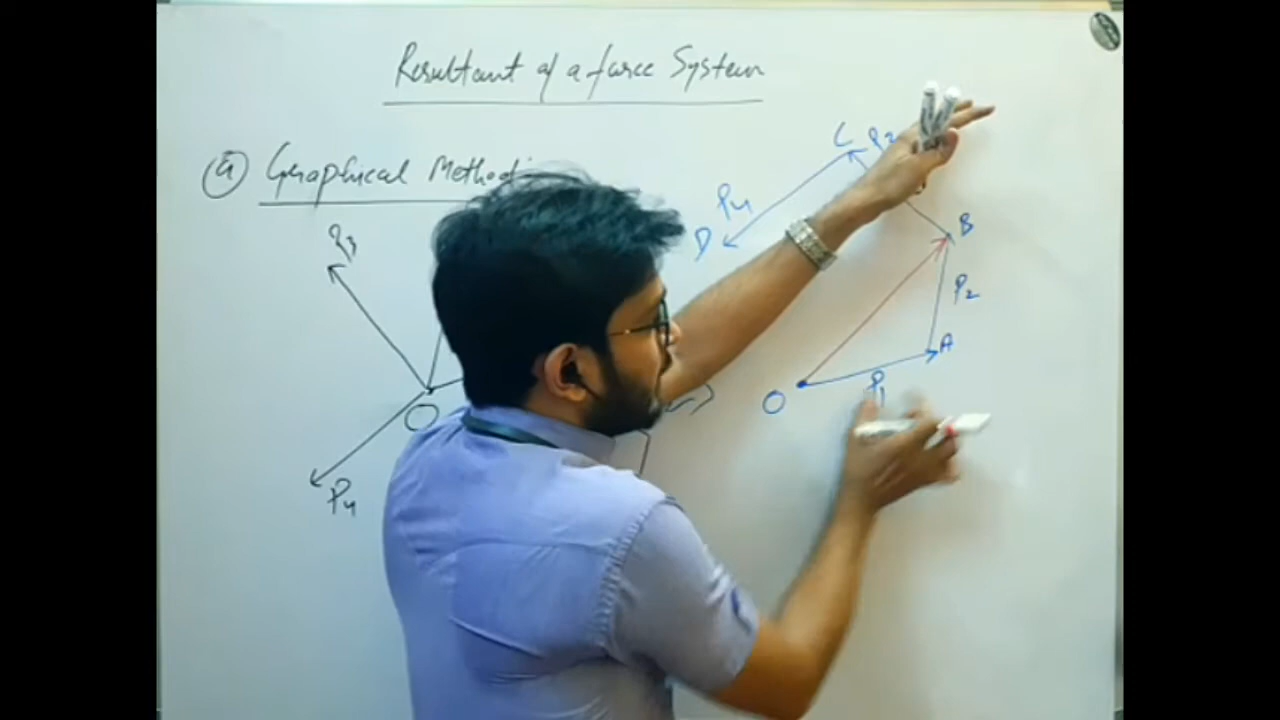 Resultant of a force System
(a) Graphical Method
P3
O
P4
C
P4
D
B
P2
A
P1
O